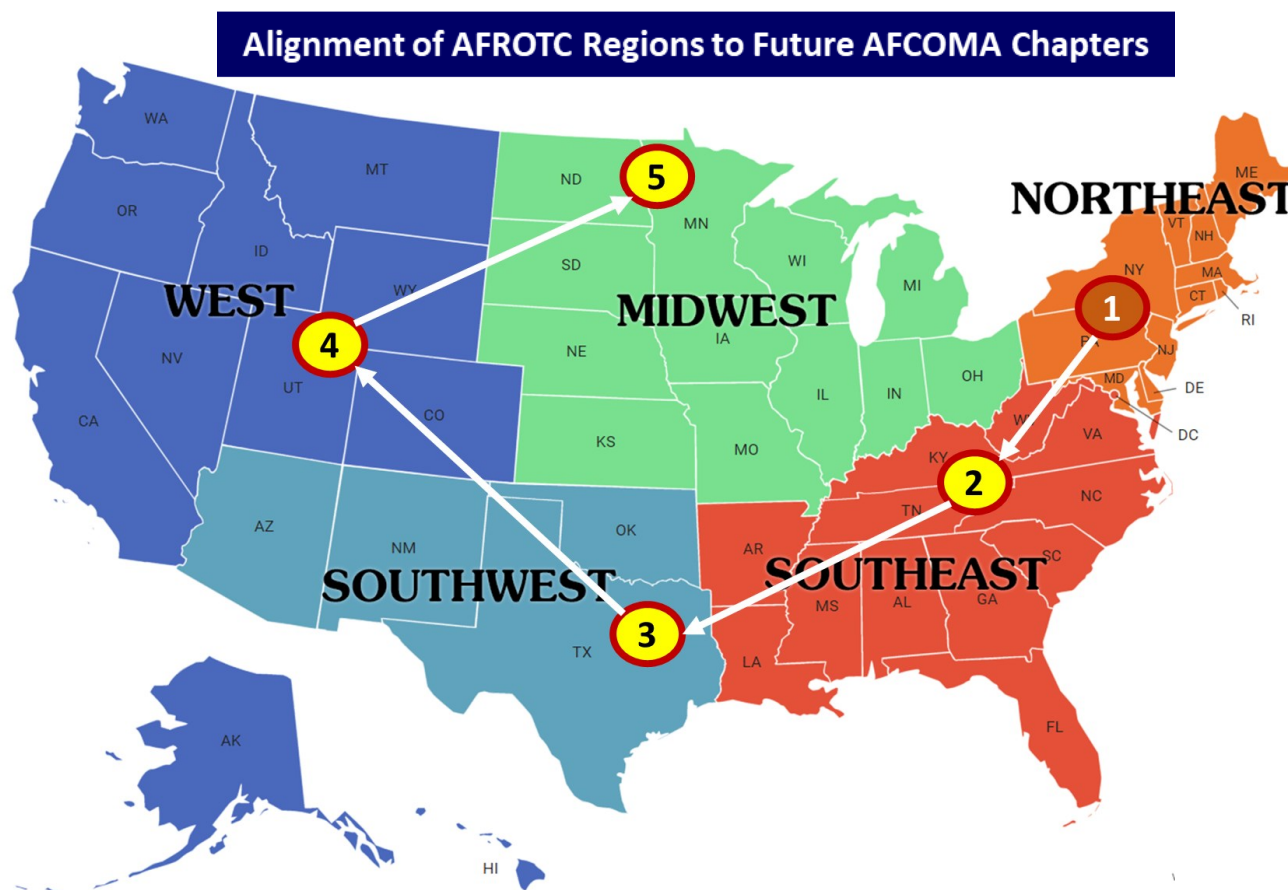 Alignment of AFROTC Regions to Future AFCOMA Chapters
WA
MT
ND
5
ME
OR
NORTHEAST
MN
VT
NH
ID
SD
WI
NY
MA
WEST
WY
MIDWEST
MI
CT
1
RI
4
IA
PA
NV
NE
NJ
UT
OH
MD
DE
CO
IL
IN
CA
WV
DC
KS
MO
VA
KY
2
NC
AZ
OK
TN
NM
AR
SC
SOUTHWEST
SOUTHEAST
MS
AL
GA
3
TX
LA
FL
AK
HI